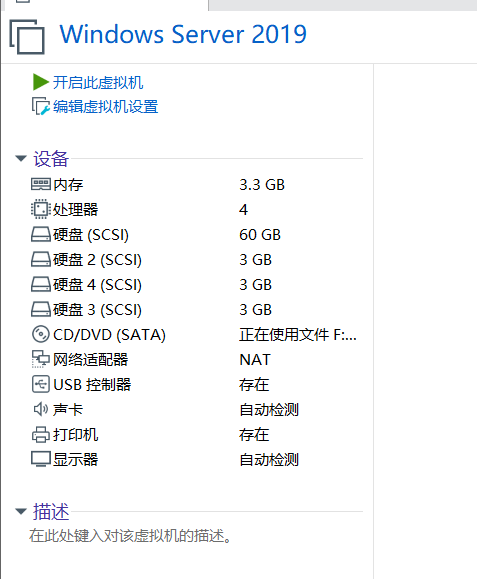 Windows Server 2019
开启此虚拟机
编辑虚拟机设置
设备
内存 3.3 GB
处理器 4
硬盘 (SCSI) 60 GB
硬盘 2 (SCSI) 3 GB
硬盘 4 (SCSI) 3 GB
硬盘 3 (SCSI) 3 GB
CD/DVD (SATA) 正在使用文件 F:...
网络适配器 NAT
USB 控制器 存在
声卡 自动检测
打印机 存在
显示器 自动检测
描述
在此处键入对该虚拟机的描述。